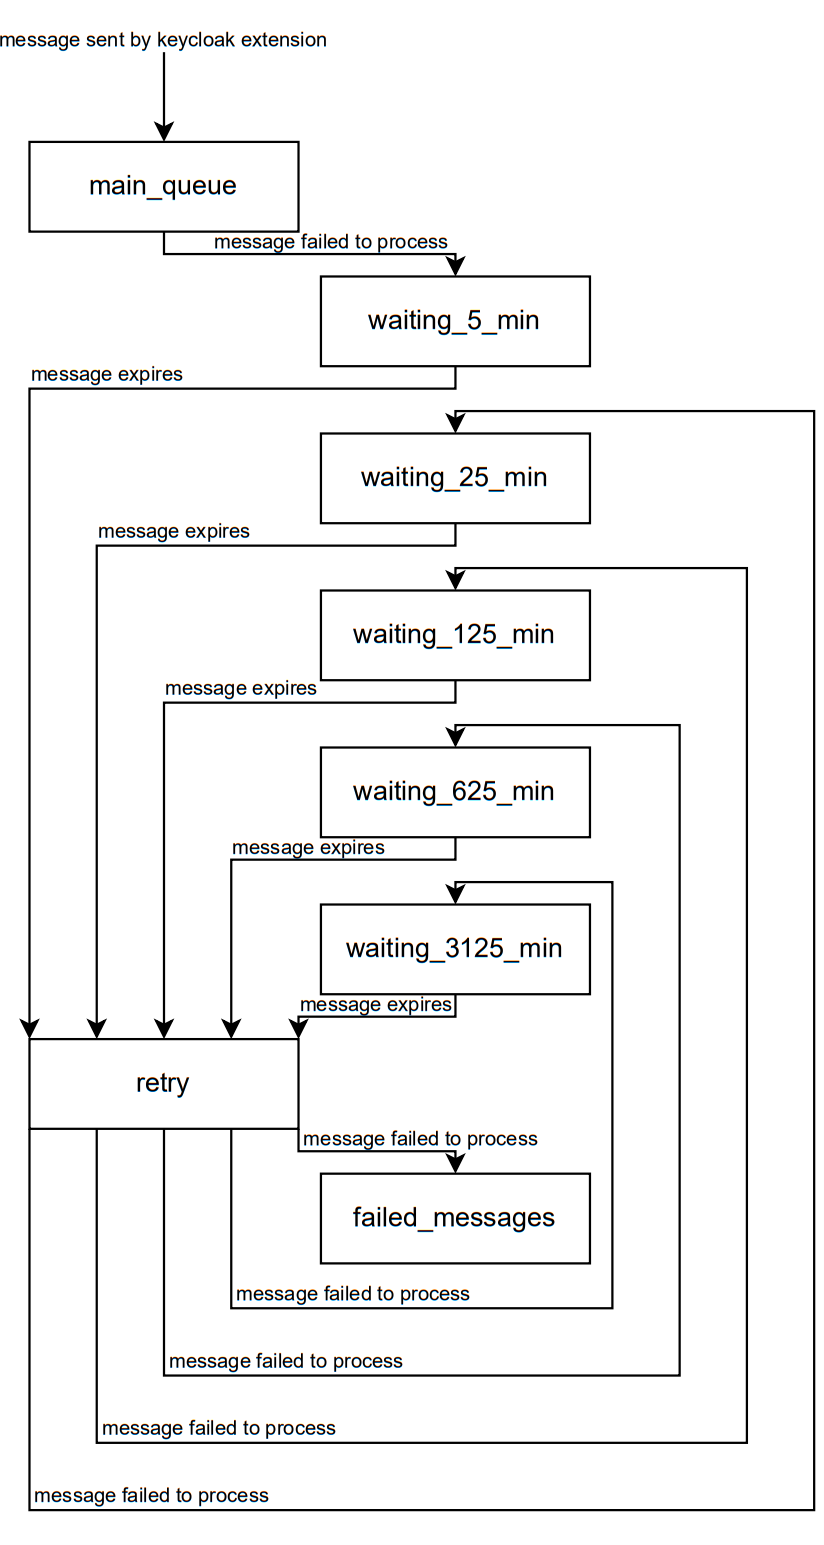 message sent by keycloak extension
main_queue
message failed to process
waiting_5_min
message expires
waiting_25_min
message expires
waiting_125_min
message expires
waiting_625_min
message expires
waiting_3125_min
message expires
retry
message failed to process
failed_messages
message failed to process
message failed to process
message failed to process
message failed to process